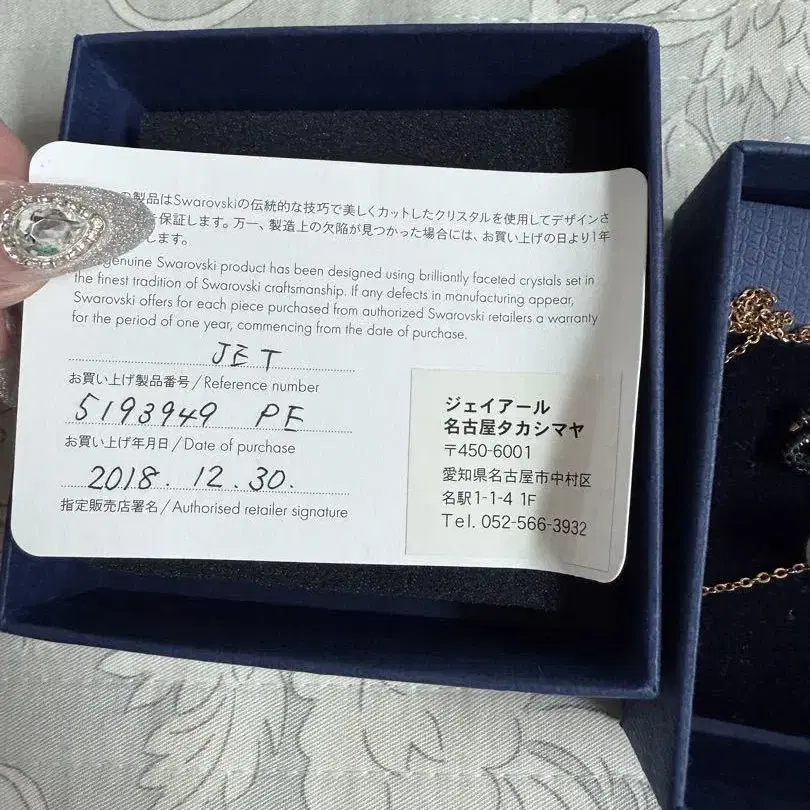 の製品はSwarovskiの伝統的な技巧で美しくカットしたクリスタルを使用してデザインさ
保証します。万一、製造上の欠陥が見つかった場合には、お買い上げの日より1年
します。
genuine Swarovski product has been designed using brilliantly faceted crystals set in
the finest tradition of Swarovski craftsmanship. If any defects in manufacturing appear,
Swarovski offers for each piece purchased from authorized Swarovski retailers a warranty
for the period of one year, commencing from the date of purchase.
JET
お買い上げ製品番号/Reference number
5193949 PE
お買い上げ年月日/Date of purchase
2018.12.30.
指定販売店署名/Authorised retailer signature
ジェイアール
名古屋タカシマヤ
〒450-6001
愛知県名古屋市中村区
名駅1-1-4 1F
Tel. 052-566-3932